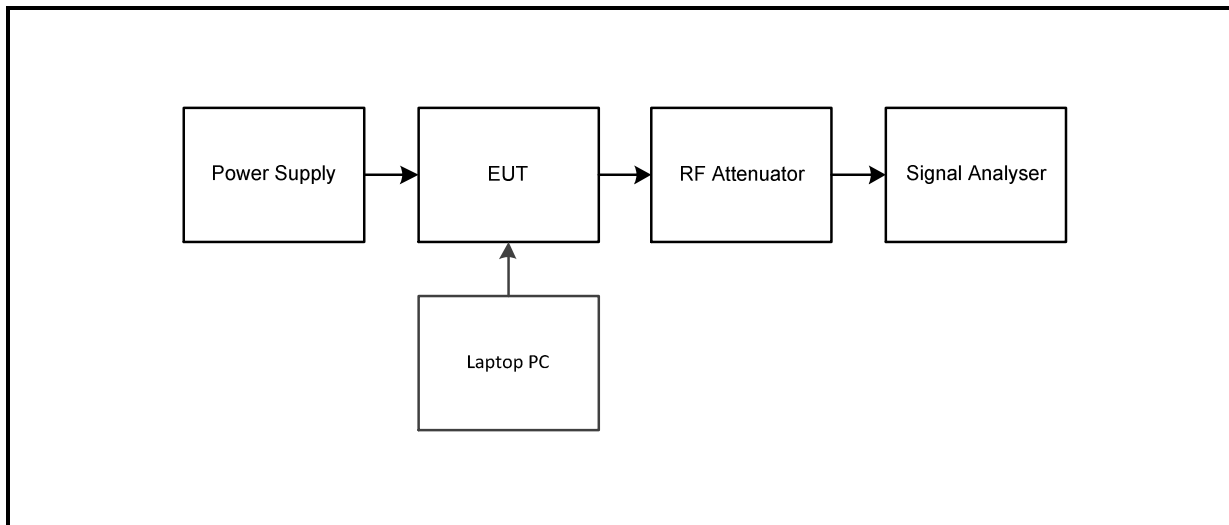 Power Supply
EUT
RF Attenuator
Signal Analyser
Laptop PC